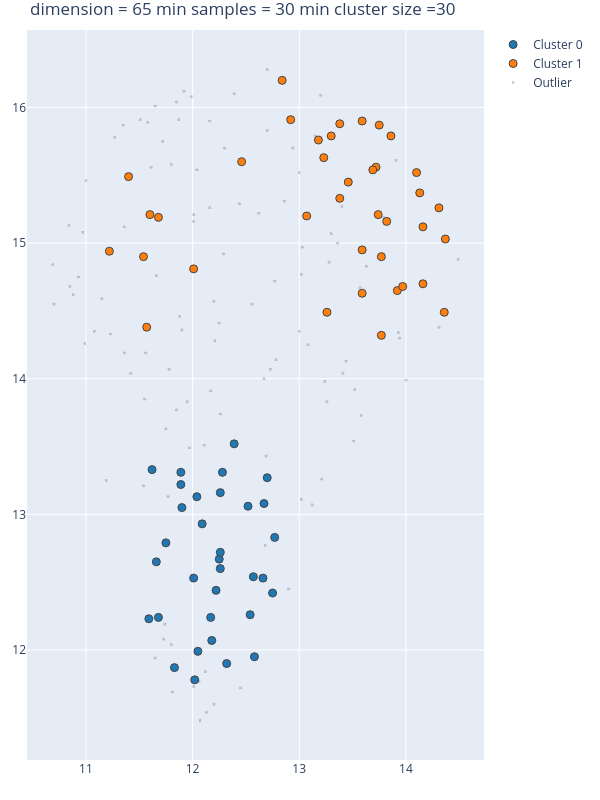 dimension = 65 min samples = 30 min cluster size =30
Cluster 0
Cluster 1
Outlier
16
15
14
13
12
11 12 13 14